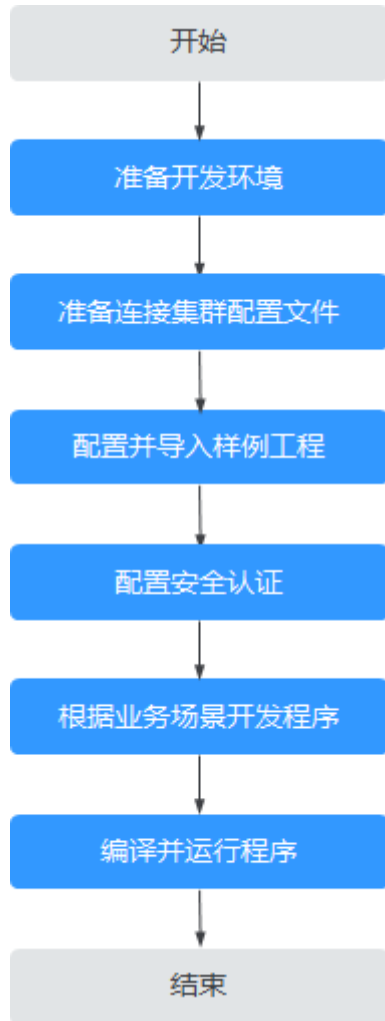 开始
准备开发环境
准备连接集群配置文件
配置并导入样例工程
配置安全认证
根据业务场景开发程序
编译并运行程序
结束